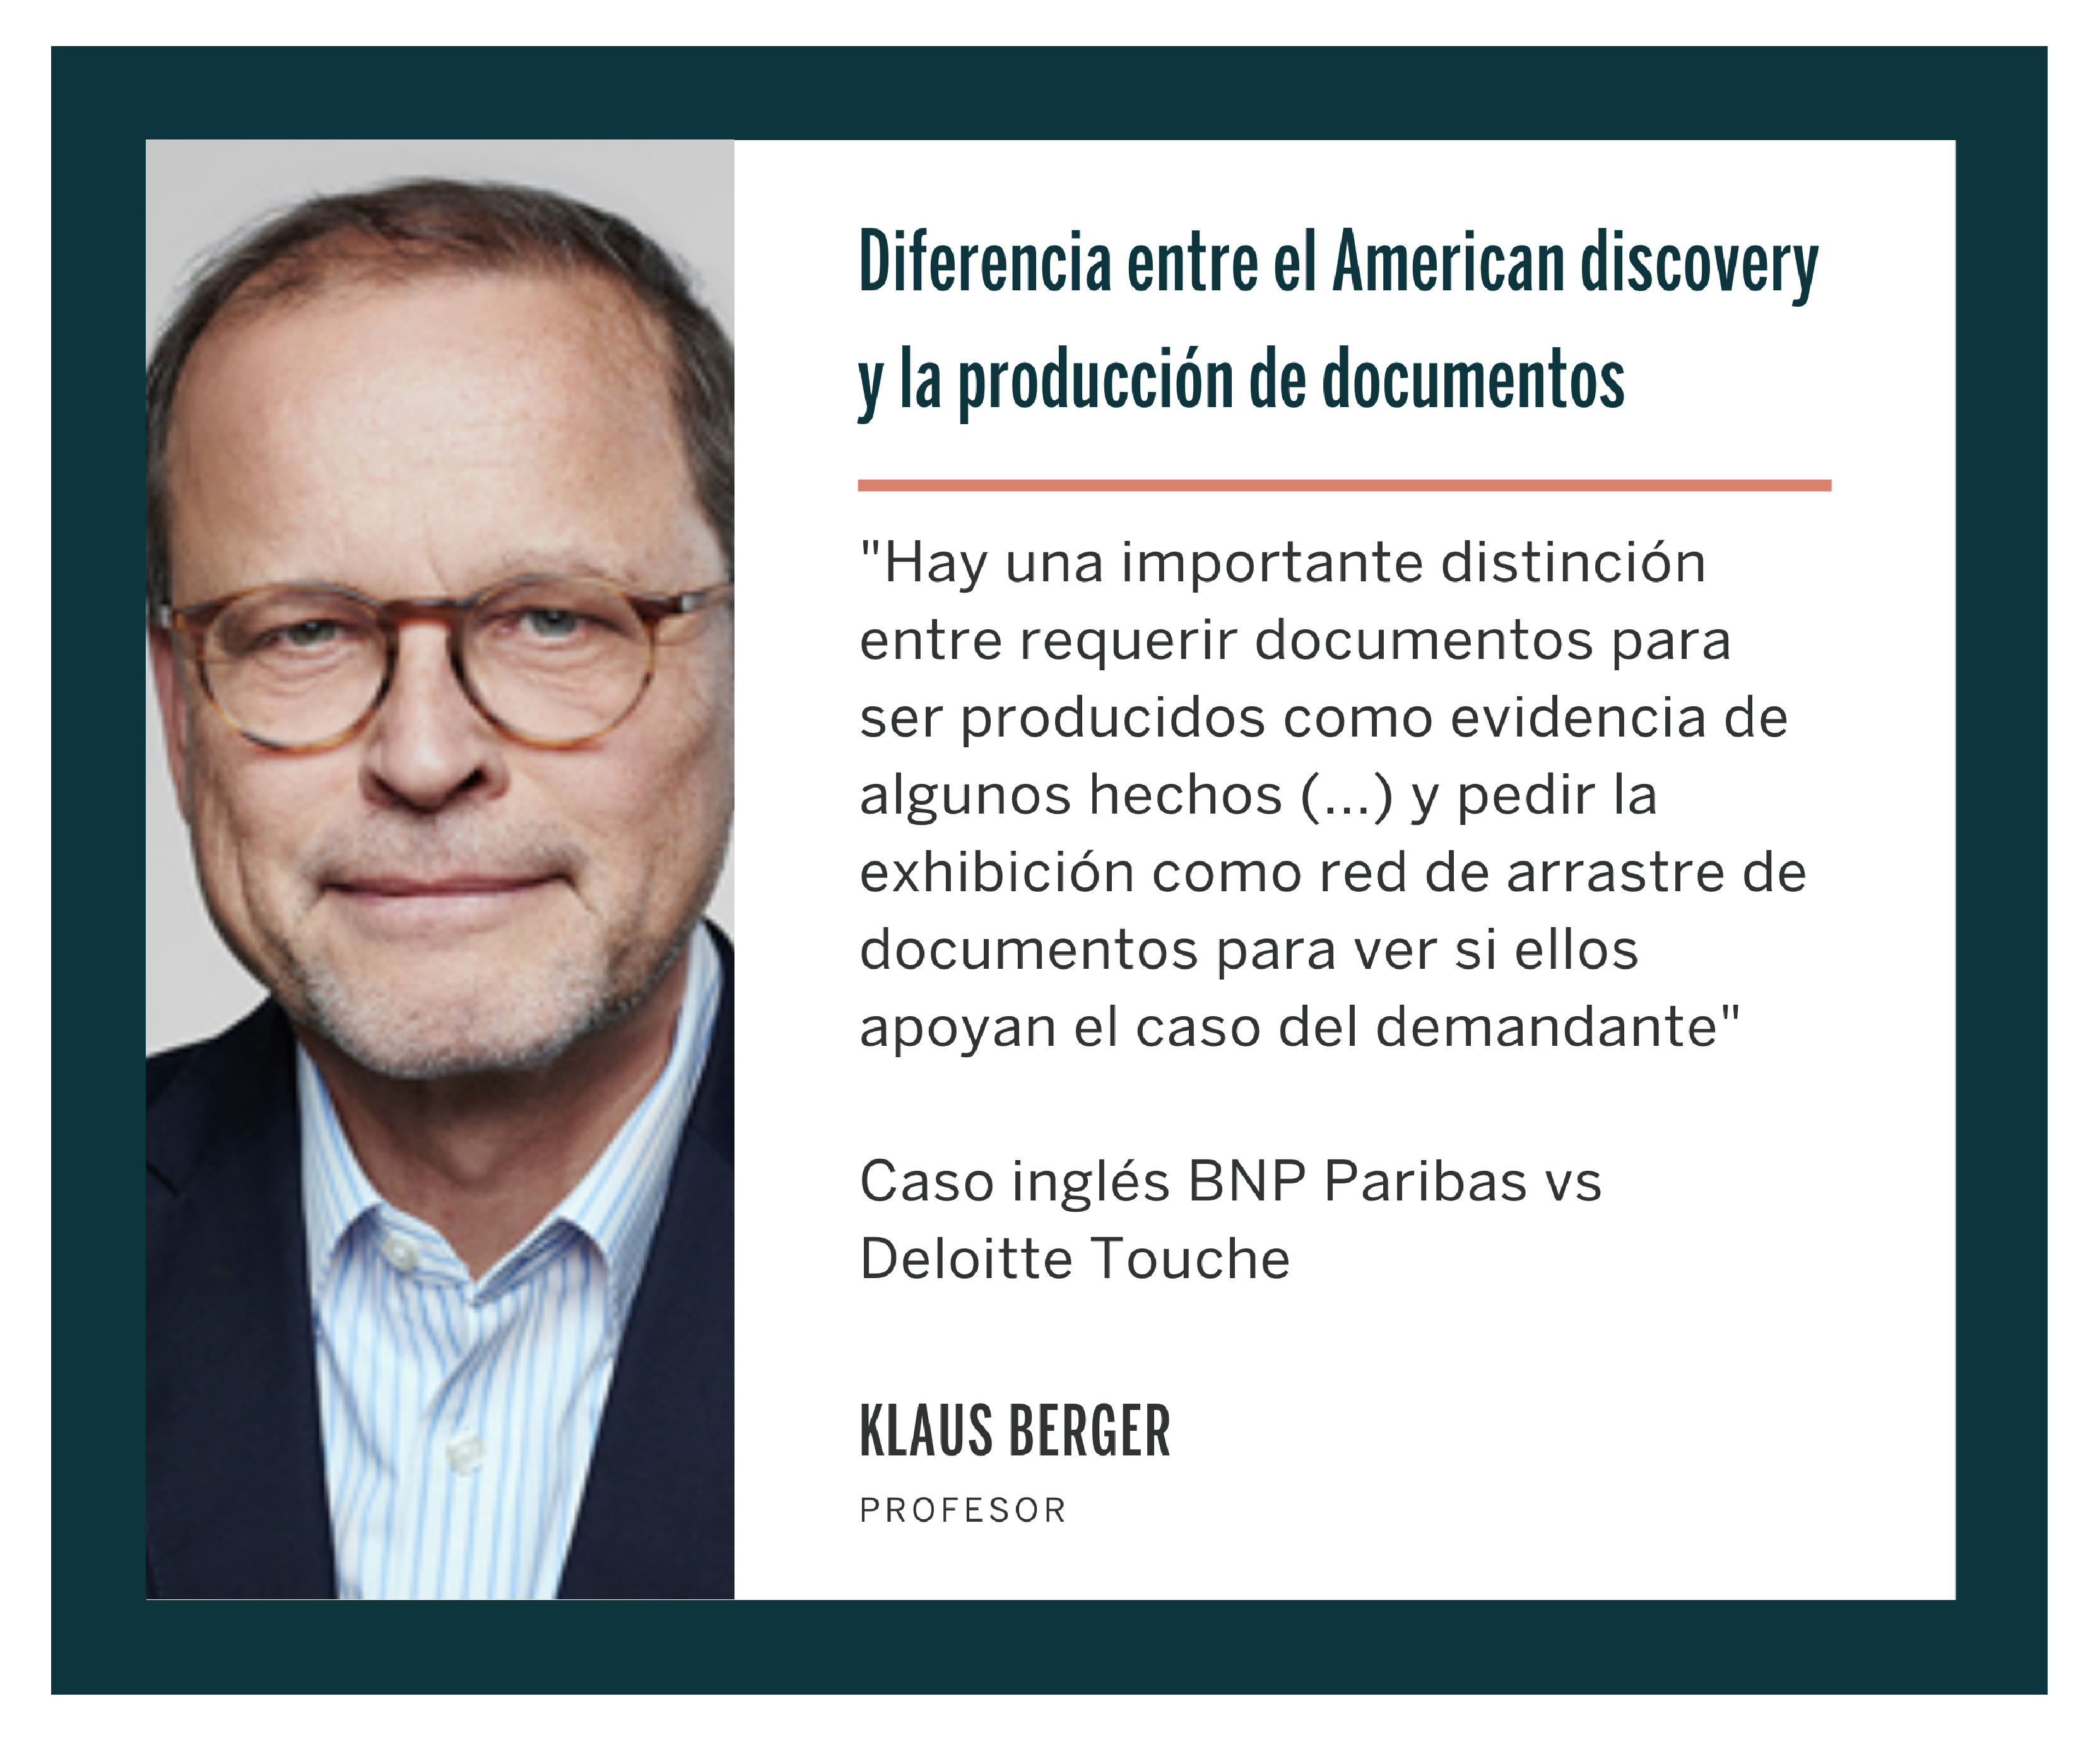 Diferencia entre el American discovery
y la producción de documentos
"Hay una importante distinción
entre requerir documentos para
ser producidos como evidencia de
algunos hechos (...) y pedir la
exhibición como red de arrastre de
documentos para ver si ellos
apoyan el caso del demandante"
Caso inglés BNP Paribas vs
Deloitte Touche
KLAUS BERGER
PROFESOR